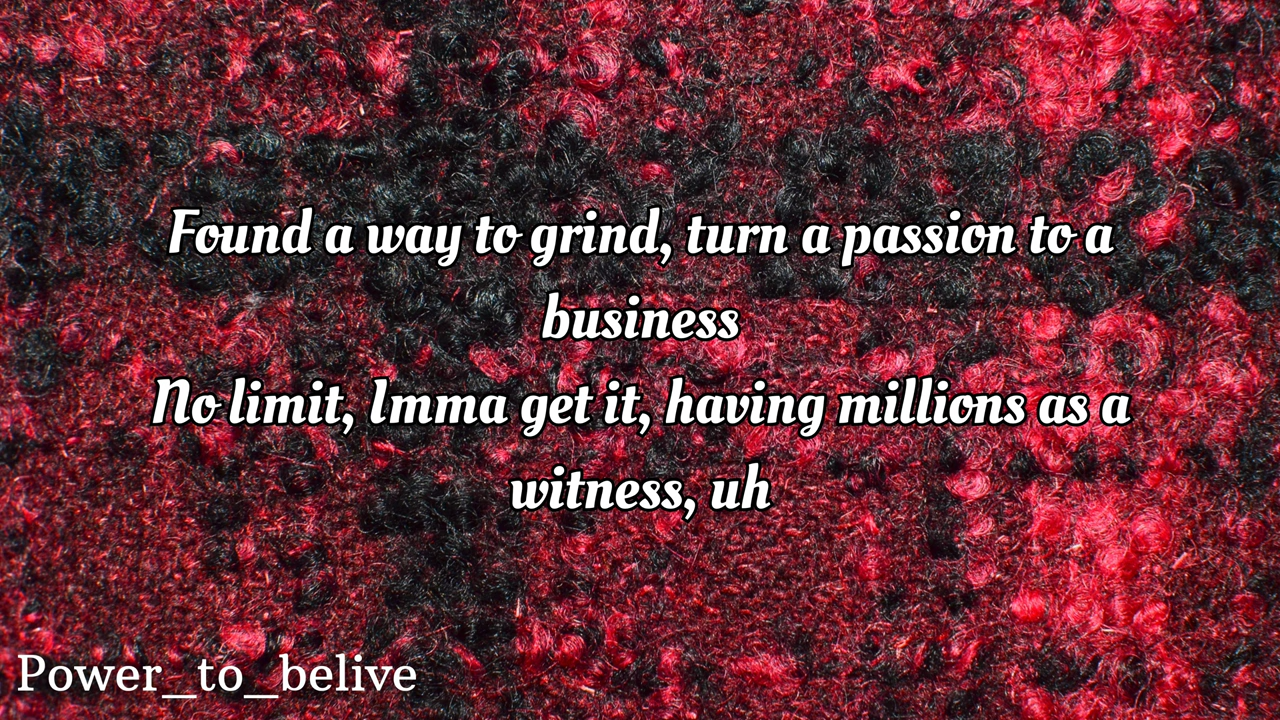 Found a way to grind, turn a passion to a
business
No limit, Imma get it, having millions as a
witness, uh
Power_to_belive